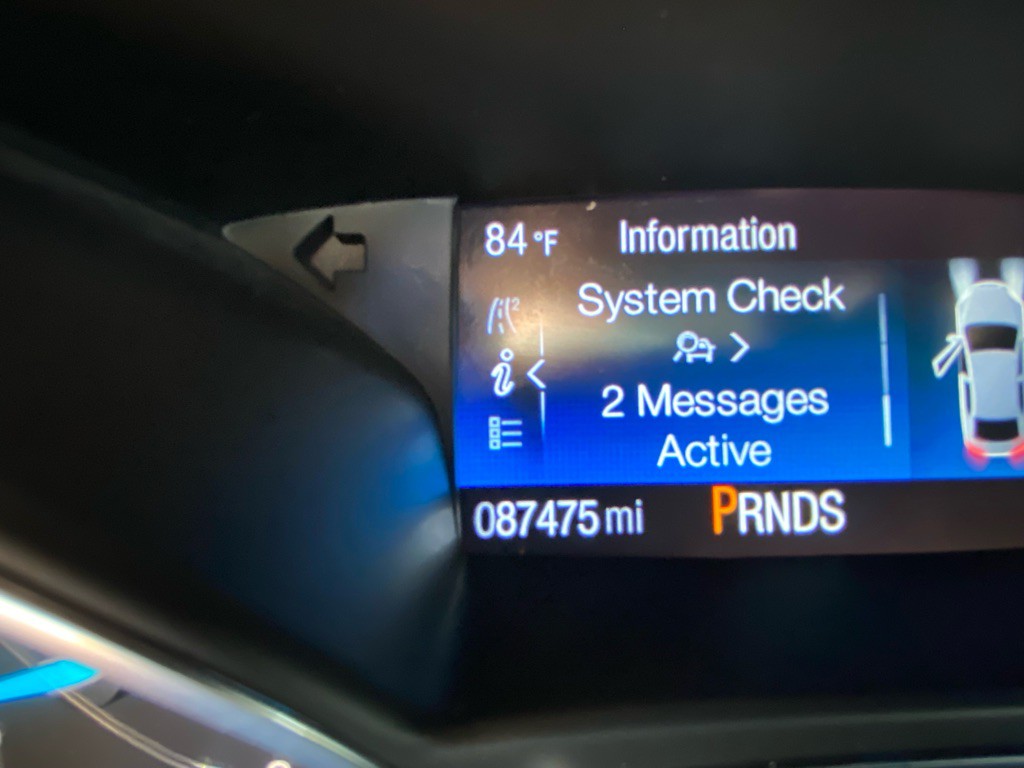 84°F Information
System Check
2 Messages
Active
087475 mi PRNDS